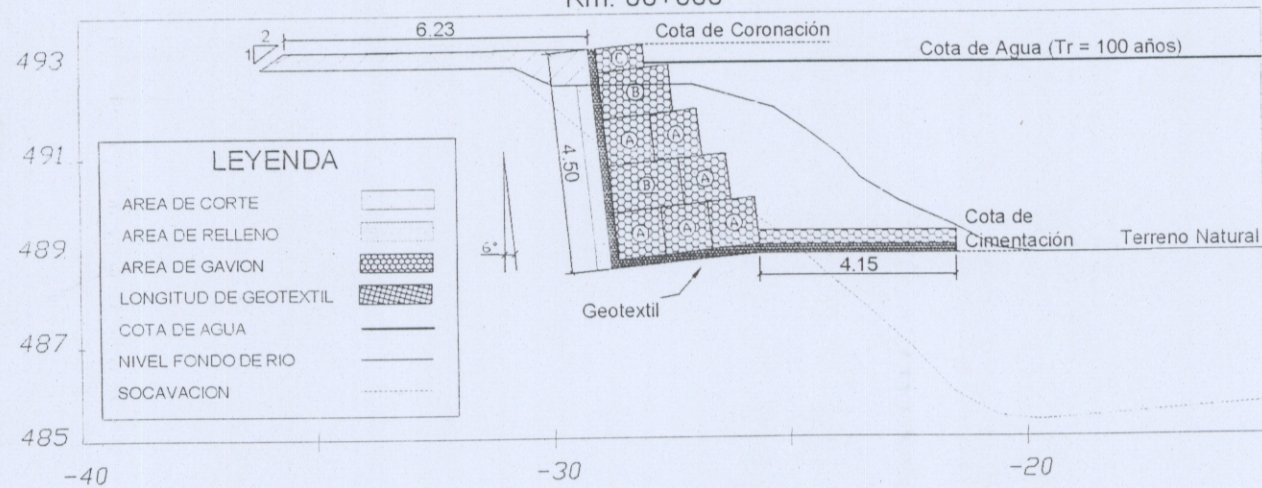 6.23
Cota de Coronación
2
1
493
Cota de Agua (Tr = 100 años)
C
B
491
A A
4.50
B A
A A A
LEYENDA
AREA DE CORTE
AREA DE RELLENO
AREA DE GAVION
LONGITUD DE GEOTEXTIL
COTA DE AGUA
NIVEL FONDO DE RIO
SOCAVACION
489
6°
Cota de
Cimentación
Terreno Natural
4.15
Geotextil
487
485
-40
-30
-20